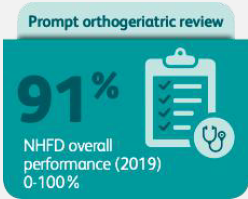 Prompt orthogeriatric review
91%
NHFD overall
performance (2019)
0-100%